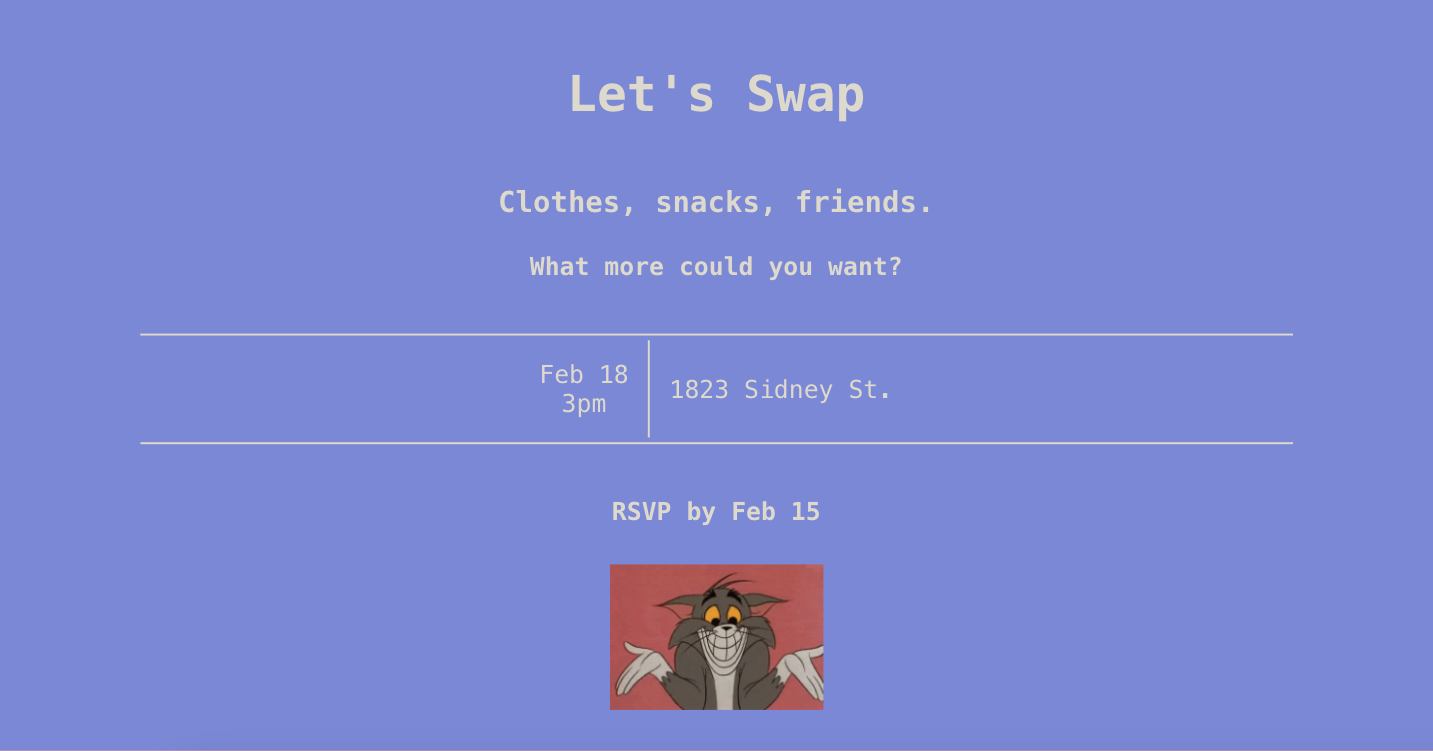 Let's Swap
Clothes, snacks, friends.
What more could you want?
Feb 18
3pm
1823 Sidney St.
RSVP by Feb 15